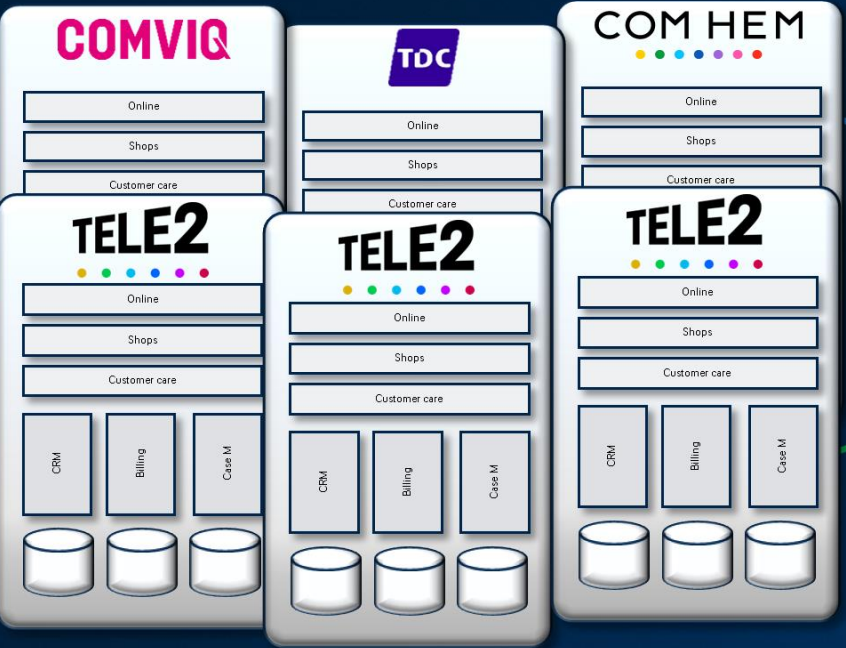 COMVIQ
Online
Shops
Customer care
TDC
Online
Shops
Customer care
COM HEM
Online
Shops
Customer care
TELE2
Online
Shops
Customer care
CRM
Billing
Case M
TELE2
Online
Shops
Customer care
CRM
Billing
Case M
TELE2
Online
Shops
Customer care
CRM
Billing
Case M